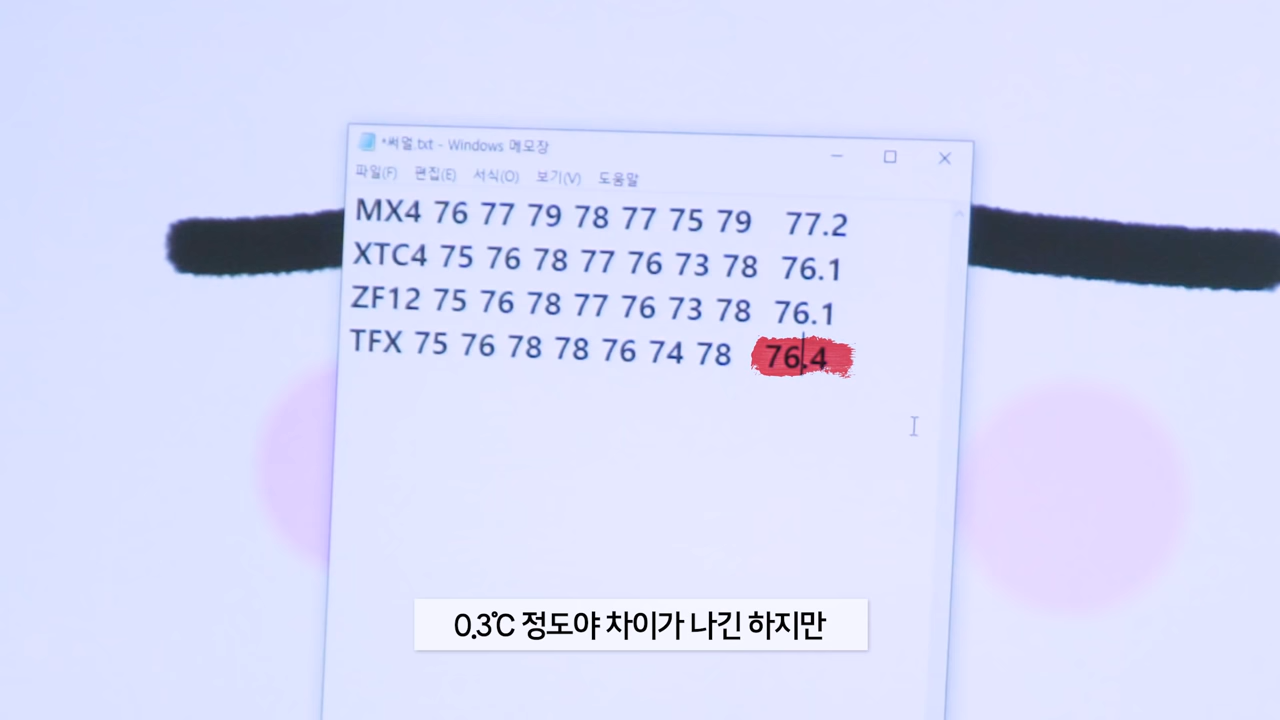 *써멀.txt - Windows 메모장
파일(F) 편집(E) 서식(O) 보기(V) 도움말
MX4 76 77 79 78 77 75 79 77.2
XTC4 75 76 78 77 76 73 78 76.1
ZF12 75 76 78 77 76 73 78 76.1
TFX 75 76 78 78 76 74 78 76.4
0.3℃ 정도야 차이가 나긴 하지만